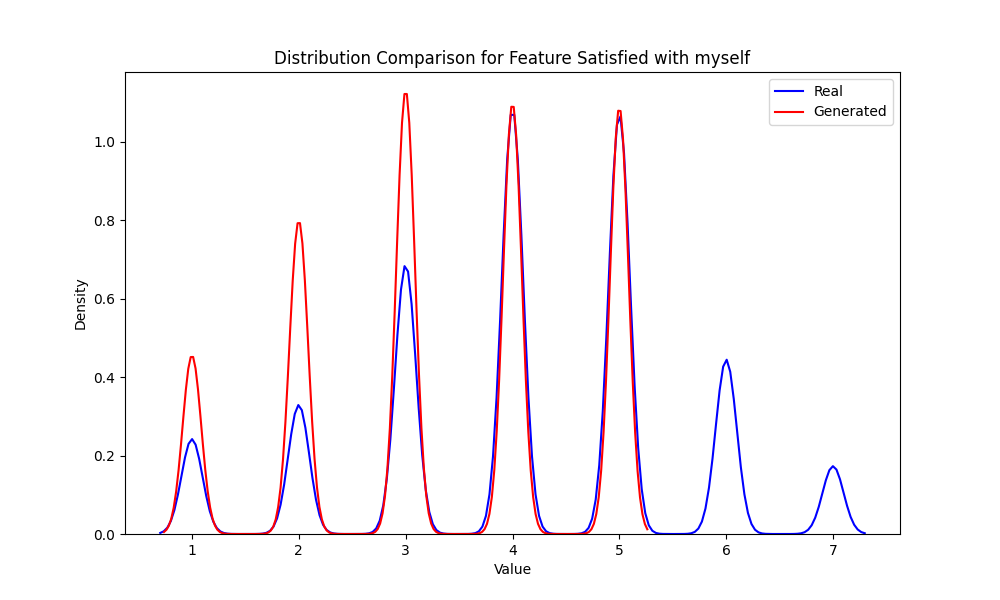 Distribution Comparison for Feature Satisfied with myself
Real
Generated
Density
1.0
0.8
0.6
0.4
0.2
0.0
1 2 3 4 5 6 7
Value